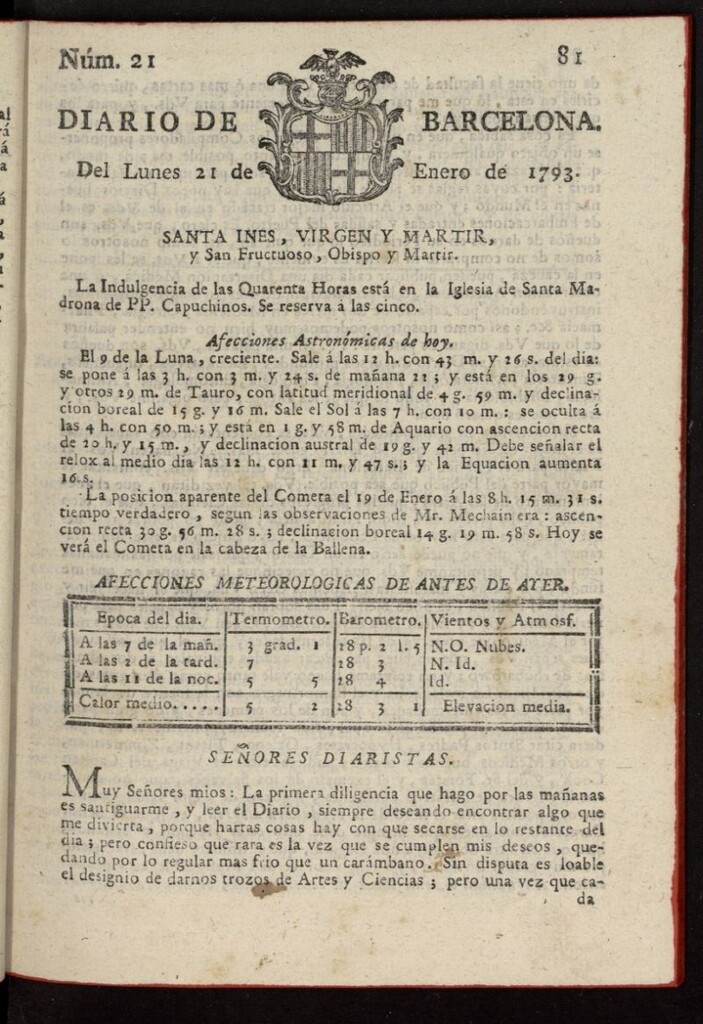 Núm. 21
81
DIARIO DE BARCELONA.
Del Lunes 21 de Enero de 1793.
SANTA INES, VIRGEN Y MARTIR,
y San Fructuoso, Obispo y Martir.
La Indulgencia de las Quarenta Horas está en la Iglesia de Santa Ma-
drona de PP. Capuchinos. Se reserva á las cinco.
Afecciones Astronómicas de hoy.
El 9 de la Luna, creciente. Sale á las 12 h. con 43 m. y 26 s. del dia:
se pone á las 3 h. con 3 m. y 24 s. de mañana 22; y está en los 29 g.
y otros 29 m. de Tauro, con latitud meridional de 4 g. 59 m. y declina-
cion boreal de 15 g. y 16 m. Sale el Sol á las 7 h. con 10 m.: se oculta á
las 4 h. con 50 m.; y está en 1 g. y 58 m. de Aquario con ascencion recta
de 20 h. y 15 m., y declinacion austral de 19 g. y 42 m. Debe señalar el
relox al medio dia las 12 h. con 11 m. y 47 s.; y la Equacion aumenta
16 s.
La posicion aparente del Cometa el 19 de Enero á las 8 h. 15 m. 31 s.
tiempo verdadero, segun las observaciones de Mr. Mechain era: ascen-
cion recta 30 g. 56 m. 28 s.; declinacion boreal 14 g. 19 m. 58 s. Hoy se
verá el Cometa en la cabeza de la Ballena.
AFECCIONES METEOROLOGICAS DE ANTES DE AYER.
Epoca del dia. Termometro. Barometro. Vientos y Atmosf.
A las 7 de la mañ. 3 grad. 1 28 p. 2 l. 5 N.O. Nubes.
A las 2 de la tard. 7 28 3 N. Id.
A las 11 de la noc. 5 5 28 4 Id.
Calor medio..... 5 2 28 3 1 Elevacion media.
SEÑORES DIARISTAS.
Muy Señores mios: La primera diligencia que hago por las mañanas
es santiguarme, y leer el Diario, siempre deseando encontrar algo que
me divierta, porque hartas cosas hay con que secarse en lo restante del
dia; pero confieso que rara es la vez que se cumplen mis deseos, que-
dando por lo regular mas frio que un carámbano. Sin disputa es loable
el designio de darnos trozos de Artes y Ciencias; pero una vez que ca-
da